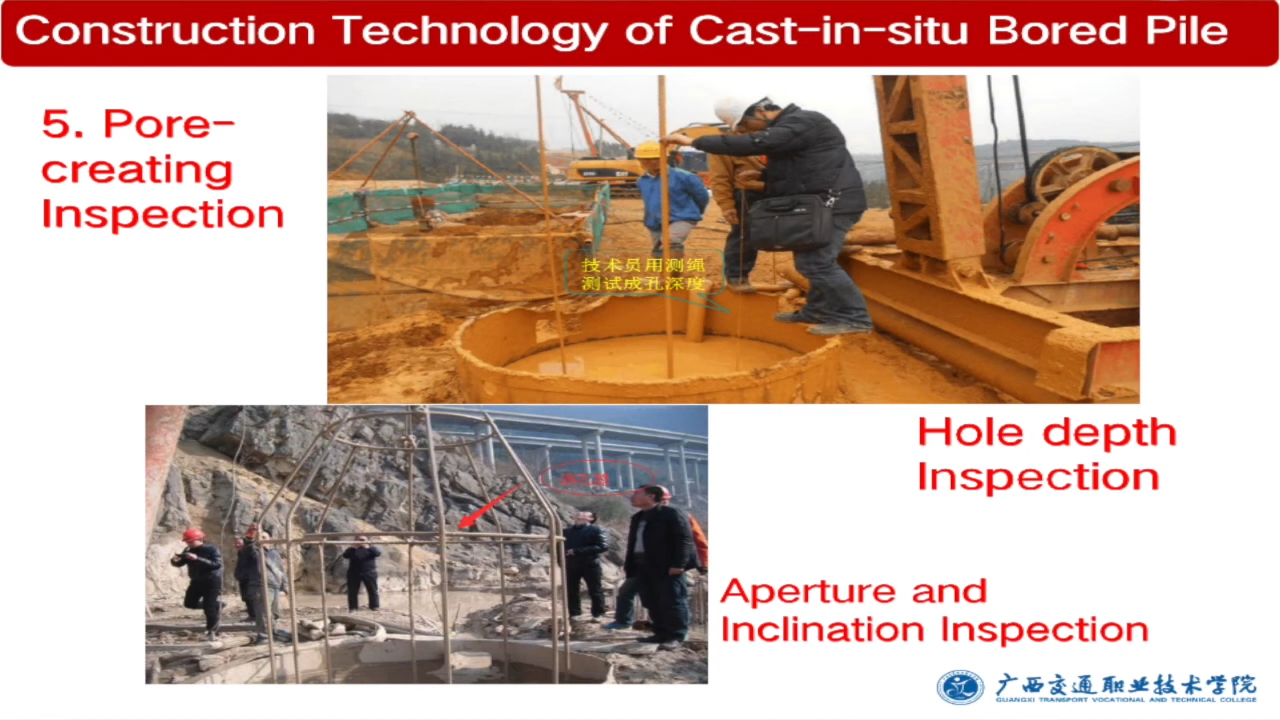 Construction Technology of Cast-in-situ Bored Pile
5. Pore-
creating
Inspection
技术员用测绳
测试成孔深度
Hole depth
Inspection
Aperture and
Inclination Inspection
广西交通职业技术学院
GUANGXI TRANSPORT VOCATIONAL AND TECHNICAL COLLEGE